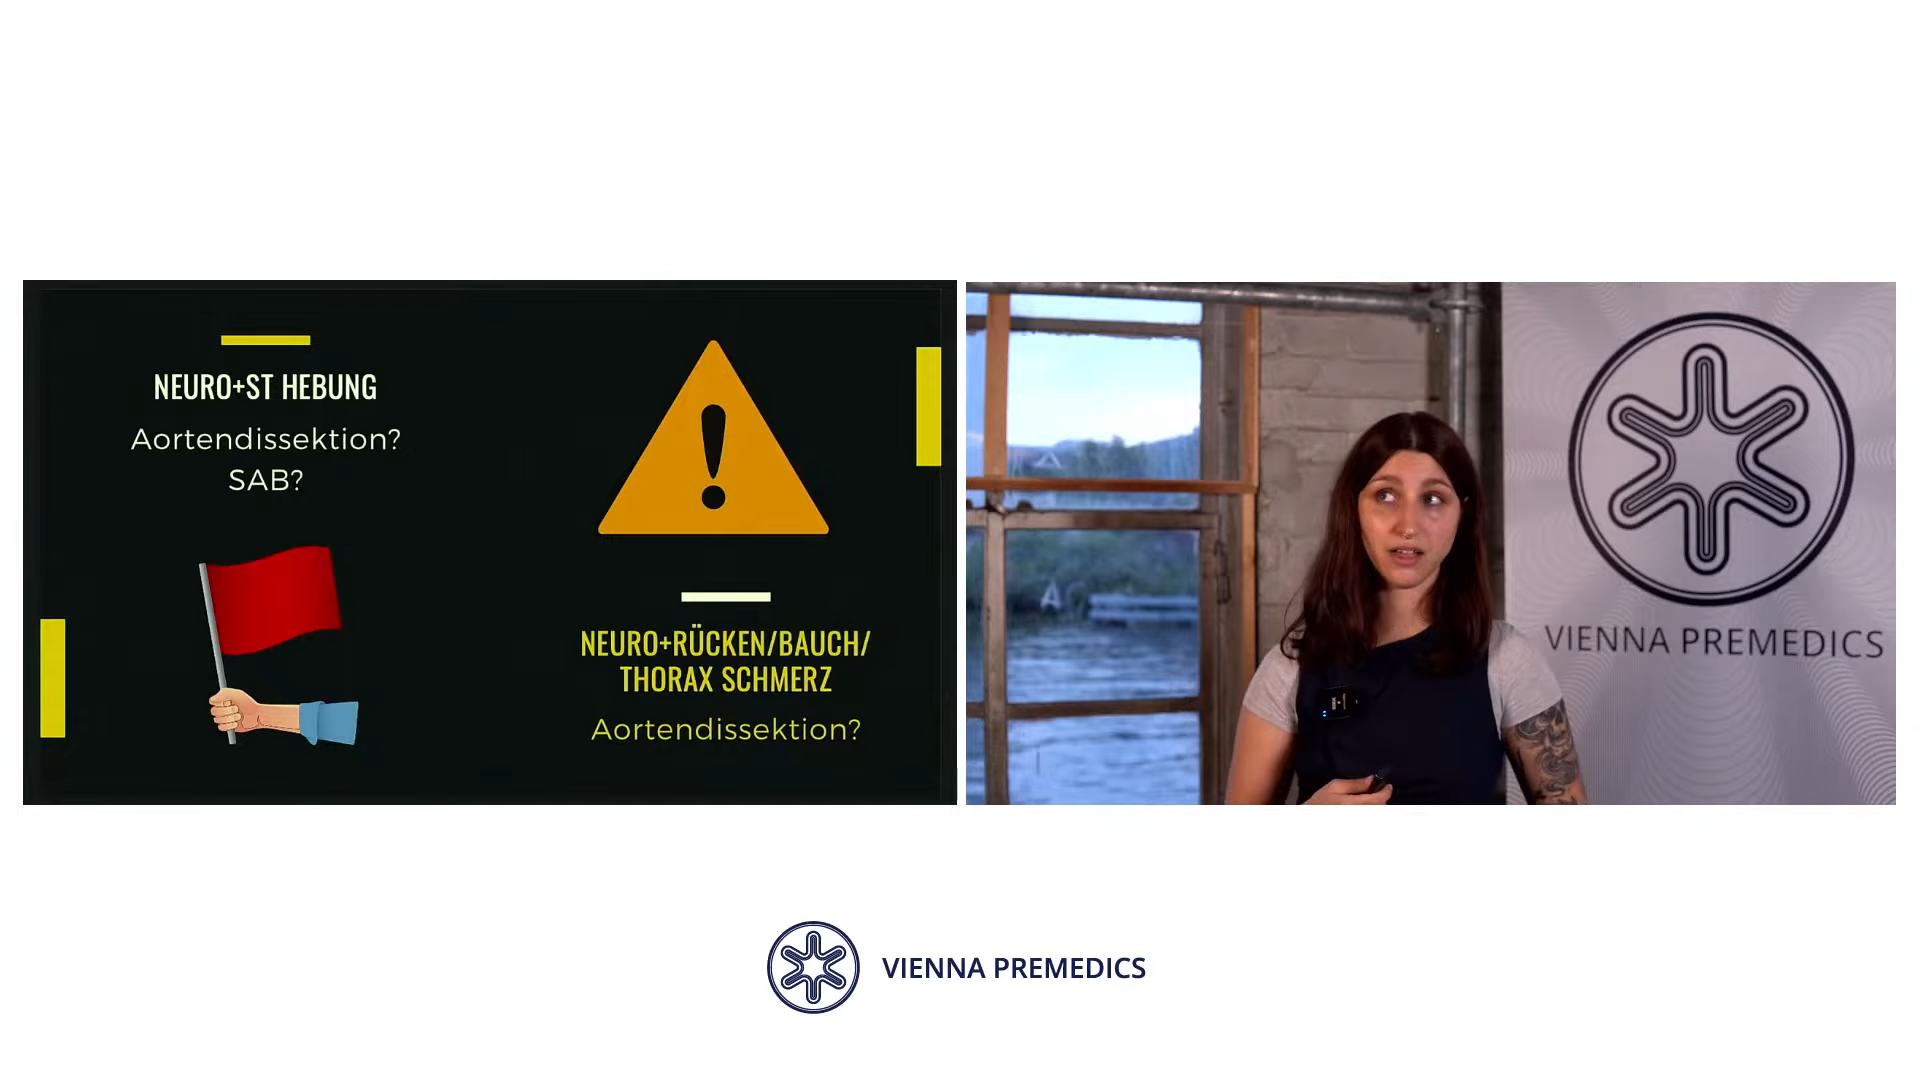 NEURO+ST HEBUNG
Aortendissektion?
SAB?
NEURO+RÜCKEN/BAUCH/
THORAX SCHMERZ
Aortendissektion?
VIENNA PREMEDICS
VIENNA PREMEDICS